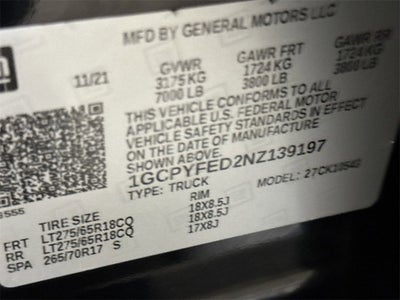 MFD BY GENERAL MOTORS LLC
11/21 GVWR GAWR FRT GAWR RR
3175 KG 1724 KG 1724 KG
7000 LB 3800 LB 3800 LB
THIS VEHICLE CONFORMS TO ALL
APPLICABLE U.S. FEDERAL MOTOR
VEHICLE SAFETY STANDARDS IN EFFECT
ON THE DATE OF MANUFACTURE
SHOWN ABOVE.
1GCPYFED2NZ139197
TYPE: TRUCK MODEL: 27CK10543
TIRE SIZE RIM
FRT LT275/65R18CQ 18X8.5J
RR LT275/65R18CQ 18X8.5J
SPA 265/70R17 S 17X8J